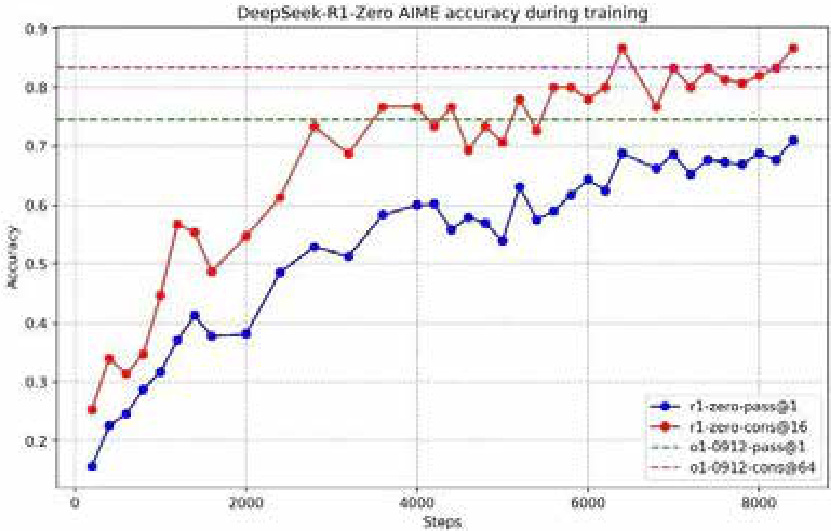 DeepSeek-R1-Zero AIME accuracy during training
0.9
0.8
0.7
0.6
0.5
0.4
0.3
0.2
Accuracy
0
2000
4000
6000
8000
Steps
r1-zero-pass@1
r1-zero-cons@16
o1-0912-pass@1
o1-0912-cons@64